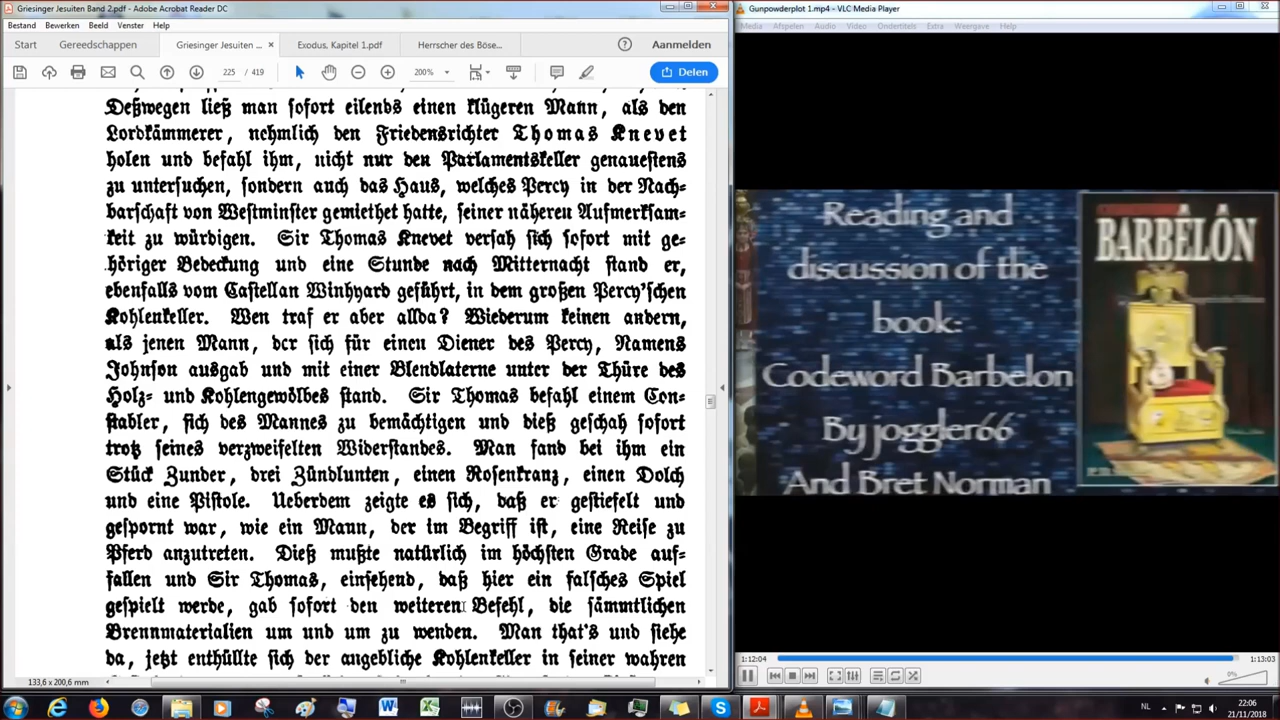 Griesinger Jesuiten Band 2.pdf - Adobe Acrobat Reader DC
Bestand Bewerken Beeld Venster Help
Start Gereedschappen Griesinger Jesuiten ... × Exodus, Kapitel 1.pdf Herrscher des Böse... Anmelden
225 / 419 200% Delen
Deßwegen ließ man sofort eilends einen klügeren Mann, als den
Lordkämmerer, nehmlich den Friedensrichter Thomas Knevet
holen und befahl ihm, nicht nur den Parlamentskeller genauestens
zu untersuchen, sondern auch das Haus, welches Percy in der Nach-
barschaft von Westminster gemiethet hatte, seiner näheren Aufmerksam-
keit zu würdigen. Sir Thomas Knevet versah sich sofort mit ge-
höriger Bedeckung und eine Stunde nach Mitternacht stand er,
ebenfalls vom Castellan Winhyard geführt, in dem großen Percy'schen
Kohlenkeller. Wen traf er aber allda? Wiederum keinen andern,
als jenen Mann, der sich für einen Diener des Percy, Namens
Johnson ausgab und mit einer Blendlaterne unter der Thüre des
Holz- und Kohlengewölbes stand. Sir Thomas befahl einem Con-
stabler, sich des Mannes zu bemächtigen und dieß geschah sofort
trotz seines verzweifelten Widerstandes. Man fand bei ihm ein
Stück Zunder, drei Zündlunten, einen Rosenkranz, einen Dolch
und eine Pistole. Ueberdem zeigte es sich, daß er gestiefelt und
gespornt war, wie ein Mann, der im Begriff ist, eine Reise zu
Pferd anzutreten. Dieß mußte natürlich im höchsten Grade auf-
fallen und Sir Thomas, einsehend, daß hier ein falsches Spiel
gespielt werde, gab sofort den weiteren Befehl, die sämmtlichen
Brennmaterialien um und um zu wenden. Man that's und siehe
da, jetzt enthüllte sich der angebliche Kohlenkeller in seiner wahren
133,6 x 200,6 mm
Gunpowderplot 1.mp4 - VLC Media Player
Media Afspelen Audio Video Ondertitels Extra Weergave Help
Reading and
discussion of the
book:
Codeword Barbelon
By joggler66
And Bret Norman
BARBÊLÔN
1:12:04 1:13:03
0%
NL 22:06
21/11/2018